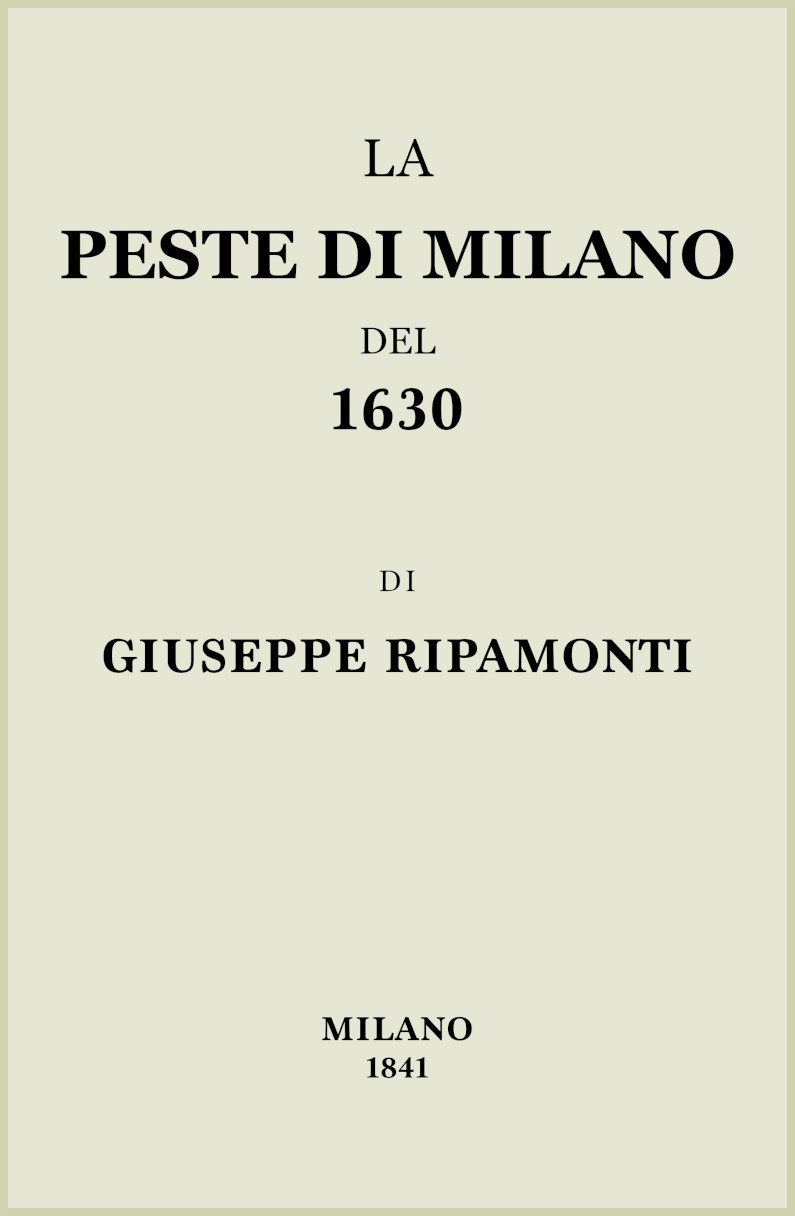 LA
PESTE DI MILANO
DEL
1630
DI
GIUSEPPE RIPAMONTI
MILANO
1841